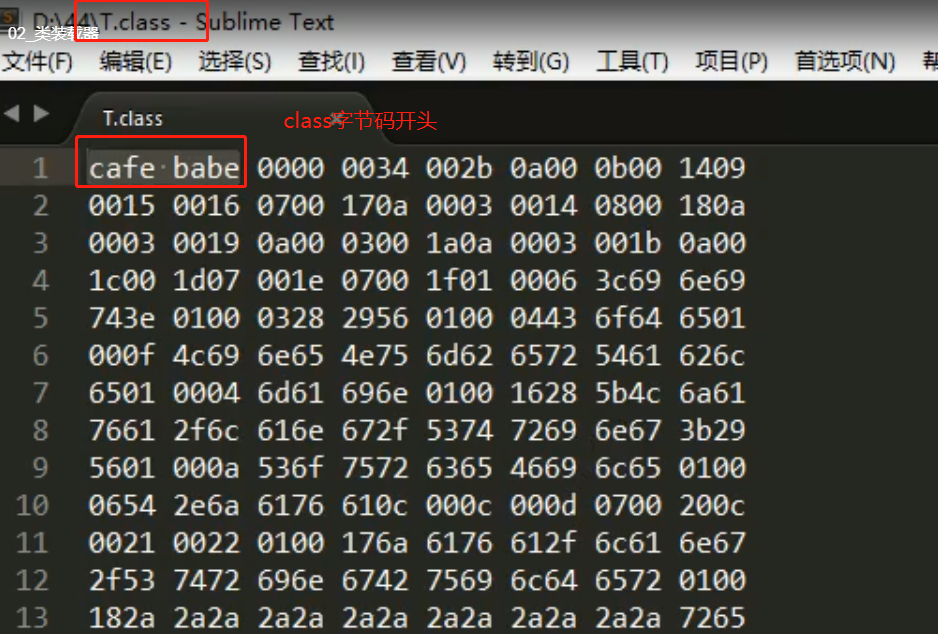 D:\44\T.class - Sublime Text
02_类装载器
文件(F) 编辑(E) 选择(S) 查找(I) 查看(V) 转到(G) 工具(T) 项目(P) 首选项(N) 帮
T.class
class字节码开头
1 cafe babe 0000 0034 002b 0a00 0b00 1409
2 0015 0016 0700 170a 0003 0014 0800 180a
3 0003 0019 0a00 0300 1a0a 0003 001b 0a00
4 1c00 1d07 001e 0700 1f01 0006 3c69 6e69
5 743e 0100 0328 2956 0100 0443 6f64 6501
6 000f 4c69 6e65 4e75 6d62 6572 5461 626c
7 6501 0004 6d61 696e 0100 1628 5b4c 6a61
8 7661 2f6c 616e 672f 5374 7269 6e67 3b29
9 5601 000a 536f 7572 6365 4669 6c65 0100
10 0654 2e6a 6176 610c 000c 000d 0700 200c
11 0021 0022 0100 176a 6176 612f 6c61 6e67
12 2f53 7472 696e 6742 7569 6c64 6572 0100
13 182a 2a2a 2a2a 2a2a 2a2a 2a2a 2a2a 7265